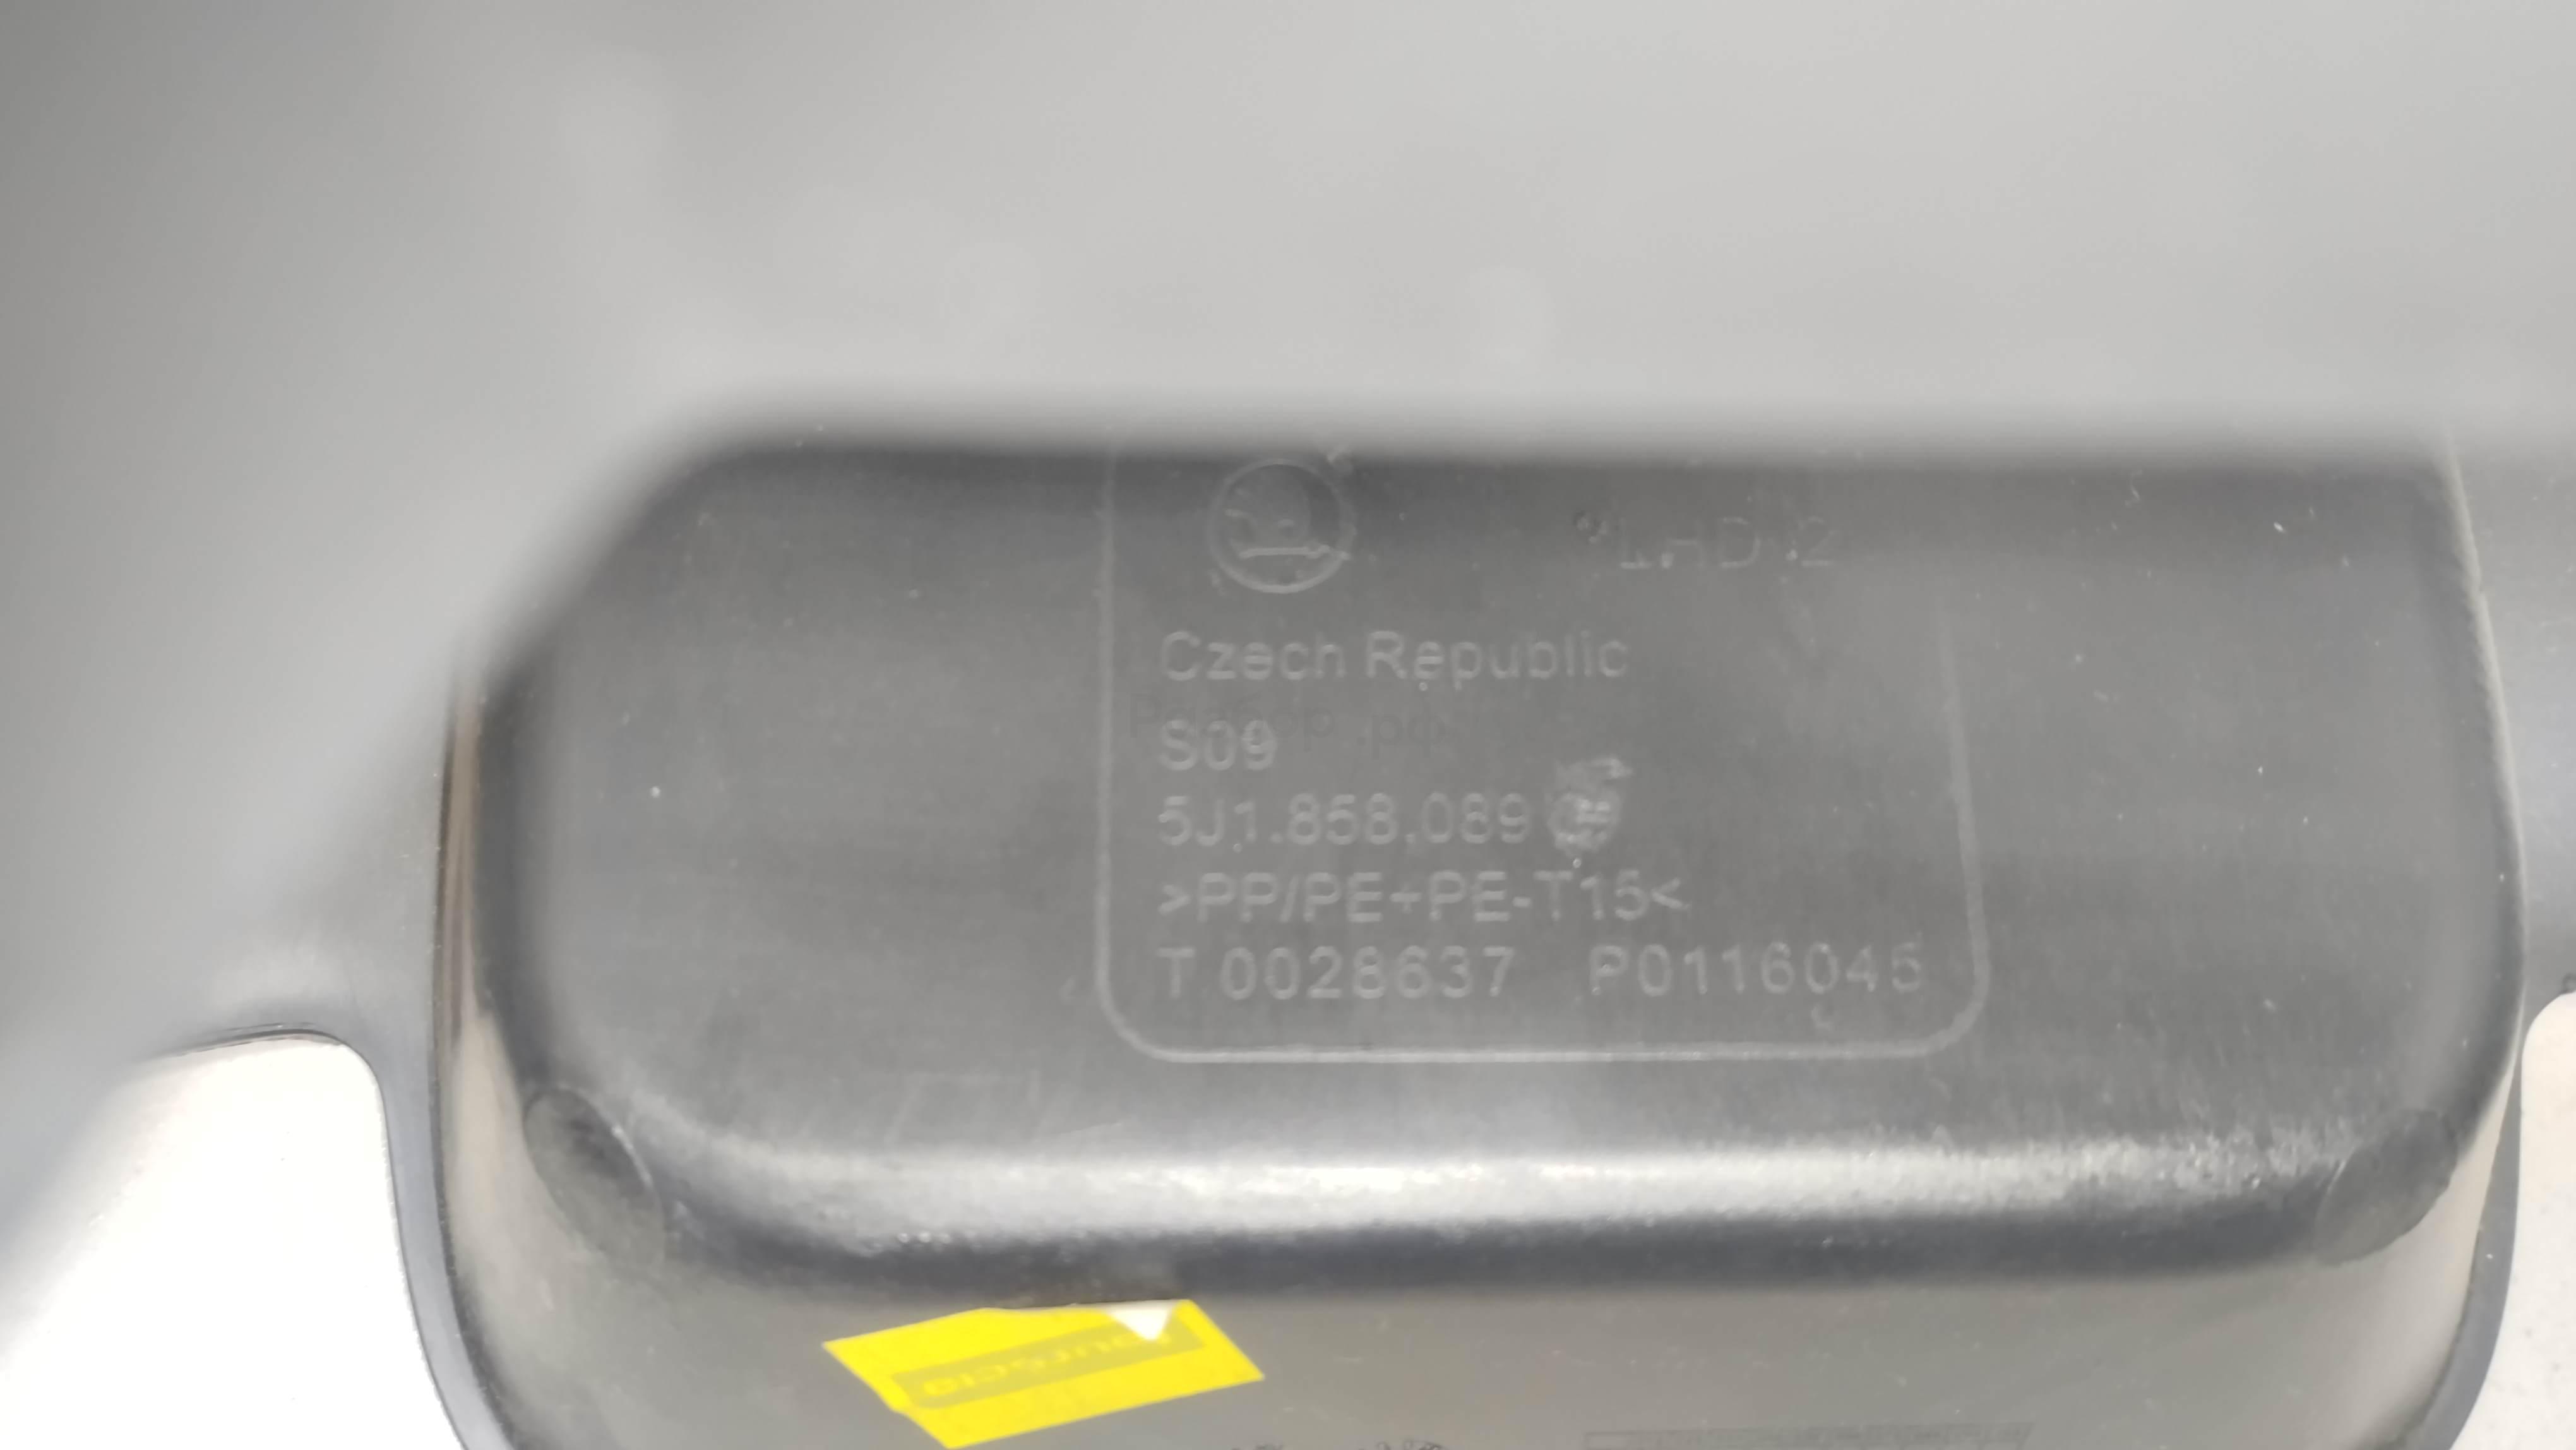 LHD 2
Czech Republic
S09
5J1.858.089
>PP/PE+PE-T15<
T 0028637 P0116045